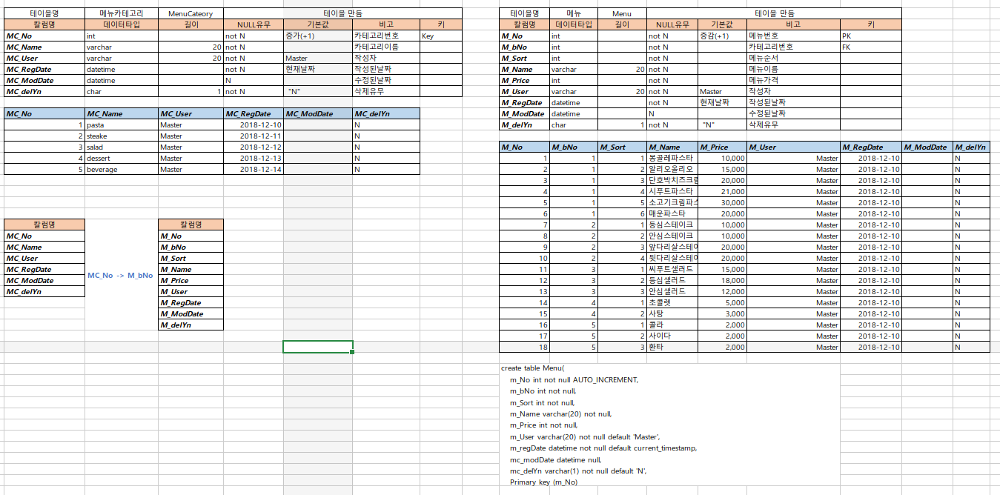 테이블명 메뉴카테고리 MenuCateory 테이블 만듬
칼럼명 데이터타입 길이 NULL유무 기본값 비고 키
MC_No int not N 증가(+1) 카테고리번호 Key
MC_Name varchar 20 not N 카테고리이름
MC_User varchar 20 not N Master 작성자
MC_RegDate datetime not N 현재날짜 작성된날짜
MC_ModDate datetime N 수정된날짜
MC_delYn char 1 not N "N" 삭제유무
MC_No MC_Name MC_User MC_RegDate MC_ModDate MC_delYn
1 pasta Master 2018-12-10 N
2 steake Master 2018-12-11 N
3 salad Master 2018-12-12 N
4 dessert Master 2018-12-13 N
5 beverage Master 2018-12-14 N
칼럼명
MC_No
MC_Name
MC_User
MC_RegDate
MC_ModDate
MC_delYn
MC_No -> M_bNo
칼럼명
M_No
M_bNo
M_Sort
M_Name
M_Price
M_User
M_RegDate
M_ModDate
M_delYn
테이블명 메뉴 Menu 테이블 만듬
칼럼명 데이터타입 길이 NULL유무 기본값 비고 키
M_No int not N 증감(+1) 메뉴번호 PK
M_bNo int not N 카테고리번호 FK
M_Sort int not N 메뉴순서
M_Name varchar 20 not N 메뉴이름
M_Price int not N 메뉴가격
M_User varchar 20 not N Master 작성자
M_RegDate datetime not N 현재날짜 작성된날짜
M_ModDate datetime N 수정된날짜
M_delYn char 1 not N "N" 삭제유무
M_No M_bNo M_Sort M_Name M_Price M_User M_RegDate M_ModDate M_delYn
1 1 1 봉골레파스타 10,000 Master 2018-12-10 N
2 1 2 알리오올리오 15,000 Master 2018-12-10 N
3 1 3 단호박치즈크림 20,000 Master 2018-12-10 N
4 1 4 시푸트파스타 21,000 Master 2018-12-10 N
5 1 5 소고기크림파스 30,000 Master 2018-12-10 N
6 1 6 매운파스타 20,000 Master 2018-12-10 N
7 2 1 등심스테이크 10,000 Master 2018-12-10 N
8 2 2 안심스테이크 10,000 Master 2018-12-10 N
9 2 3 앞다리살스테이 20,000 Master 2018-12-10 N
10 2 4 뒷다리살스테이 20,000 Master 2018-12-10 N
11 3 1 씨푸트샐러드 15,000 Master 2018-12-10 N
12 3 2 등심샐러드 18,000 Master 2018-12-10 N
13 3 3 안심샐러드 12,000 Master 2018-12-10 N
14 4 1 초콜렛 5,000 Master 2018-12-10 N
15 4 2 사탕 3,000 Master 2018-12-10 N
16 5 1 콜라 2,000 Master 2018-12-10 N
17 5 2 사이다 2,000 Master 2018-12-10 N
18 5 3 환타 2,000 Master 2018-12-10 N
create table Menu(
m_No int not null AUTO_INCREMENT,
m_bNo int not null,
m_Sort int not null,
m_Name varchar(20) not null,
m_Price int not null,
m_User varchar(20) not null default 'Master',
m_regDate datetime not null default current_timestamp,
mc_modDate datetime null,
mc_delYn varchar(1) not null default 'N',
Primary key (m_No)